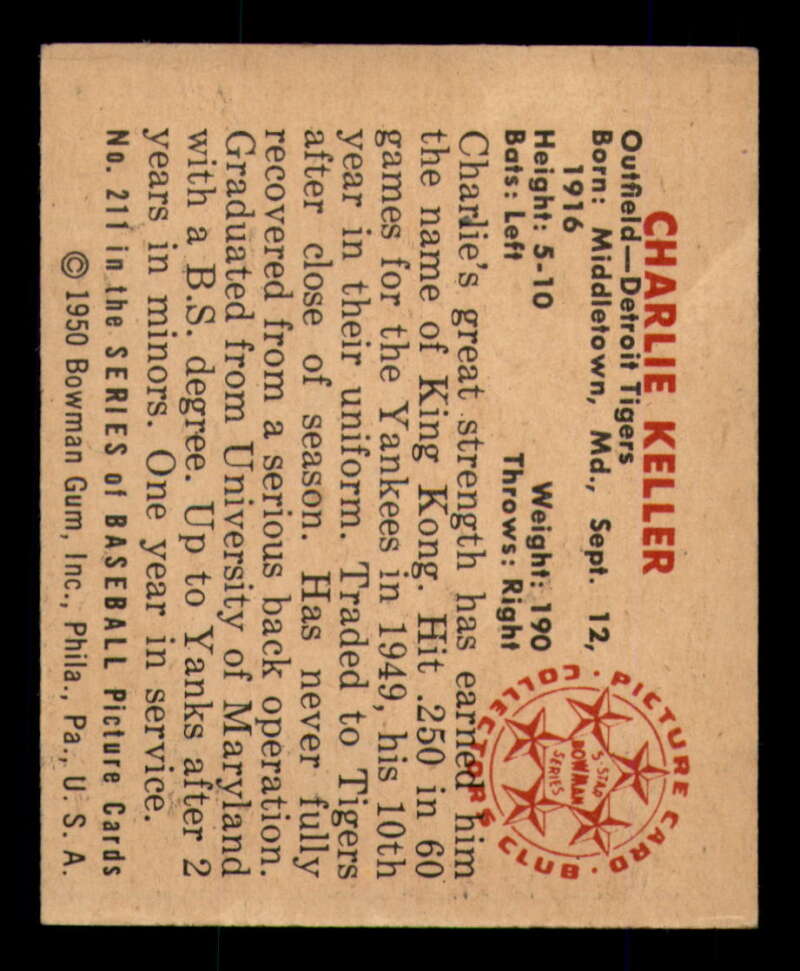 CHARLIE KELLER
Outfield—Detroit Tigers
Born: Middletown, Md., Sept. 12,
1916
Height: 5-10 Weight: 190
Bats: Left Throws: Right
Charlie's great strength has earned him
the name of King Kong. Hit .250 in 60
games for the Yankees in 1949, his 10th
year in their uniform. Traded to Tigers
after close of season. Has never fully
recovered from a serious back operation.
Graduated from University of Maryland
with a B.S. degree. Up to Yanks after 2
years in minors. One year in service.
No. 211 in the SERIES of BASEBALL Picture Cards
© 1950 Bowman Gum, Inc., Phila., Pa., U. S. A.
· PICTURE CARD · COLLECTORS CLUB
5-STAR
BOWMAN
SERIES